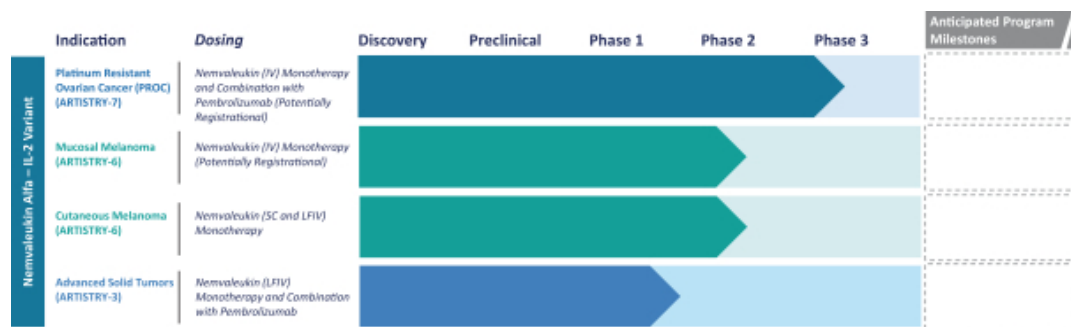 Indication Dosing Discovery Preclinical Phase 1 Phase 2 Phase 3
Anticipated Program
Milestones
Nemvaleukin Alfa – IL-2 Variant
Platinum Resistant
Ovarian Cancer (PROC)
(ARTISTRY-7)
Nemvaleukin (IV) Monotherapy
and Combination with
Pembrolizumab (Potentially
Registrational)
Mucosal Melanoma
(ARTISTRY-6)
Nemvaleukin (IV) Monotherapy
(Potentially Registrational)
Cutaneous Melanoma
(ARTISTRY-6)
Nemvaleukin (SC and LFIV)
Monotherapy
Advanced Solid Tumors
(ARTISTRY-3)
Nemvaleukin (LFIV)
Monotherapy and Combination
with Pembrolizumab